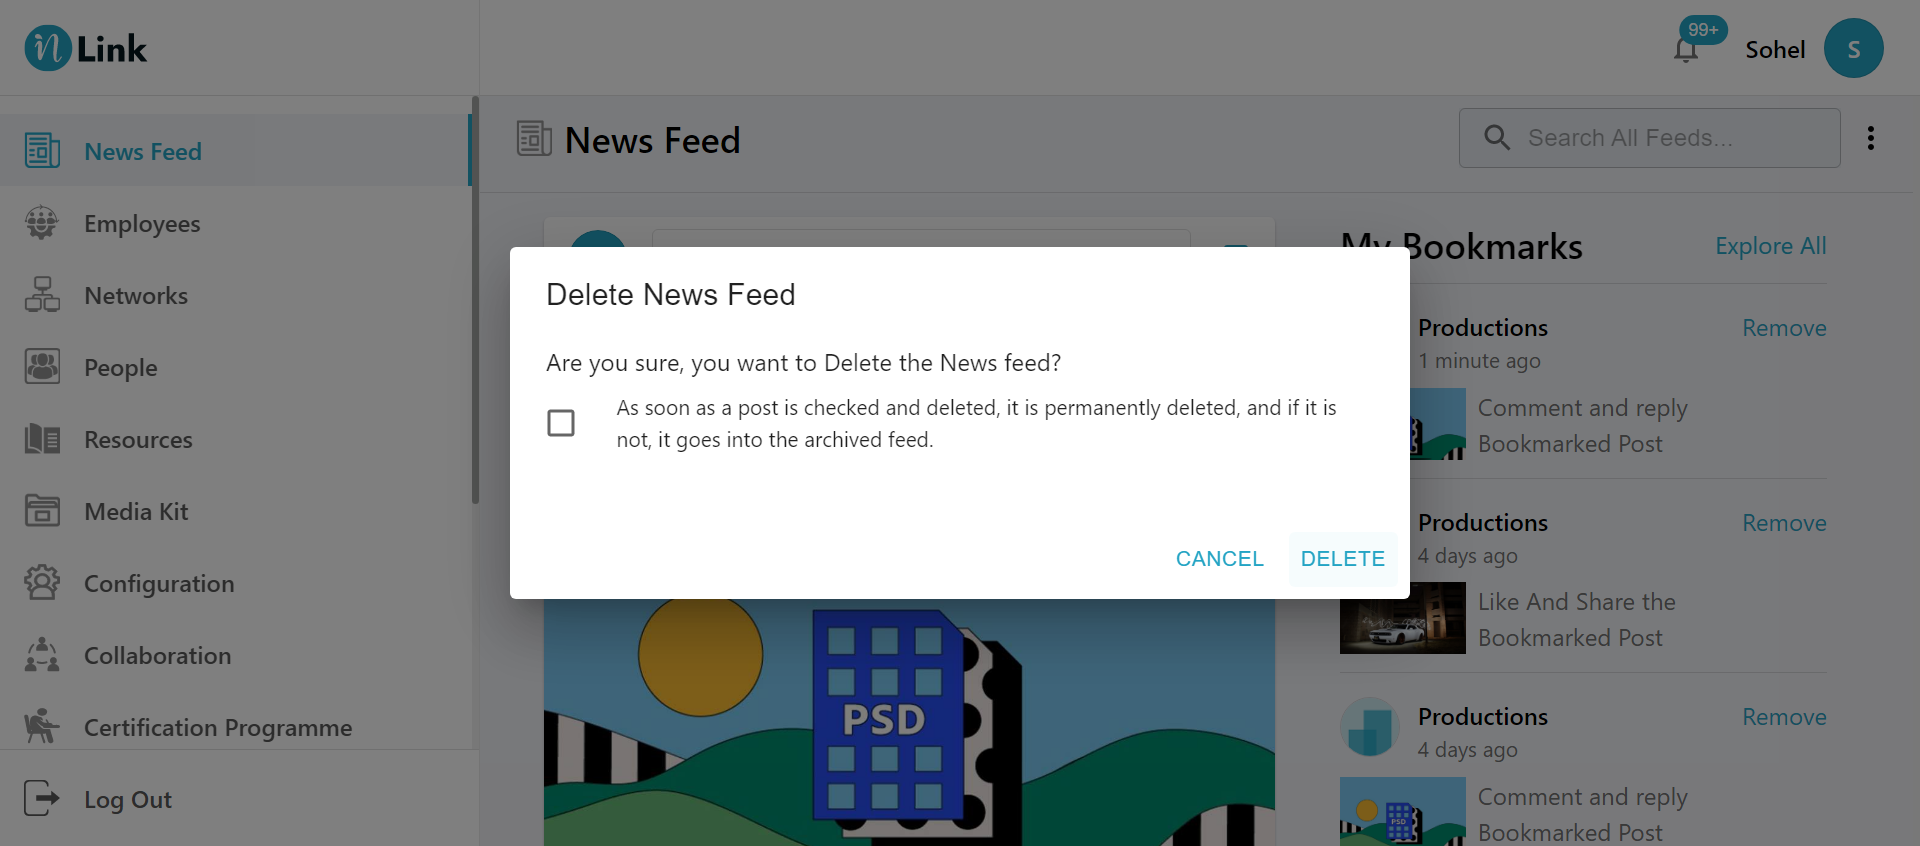 n Link
99+
Sohel
S
News Feed
Employees
Networks
People
Resources
Media Kit
Configuration
Collaboration
Certification Programme
Log Out
News Feed
Search All Feeds...
Delete News Feed
Are you sure, you want to Delete the News feed?
As soon as a post is checked and deleted, it is permanently deleted, and if it is
not, it goes into the archived feed.
CANCEL
DELETE
PSD
My Bookmarks
Explore All
Productions
Remove
1 minute ago
Comment and reply
Bookmarked Post
Productions
Remove
4 days ago
Like And Share the
Bookmarked Post
Productions
Remove
4 days ago
PSD
Comment and reply
Bookmarked Post